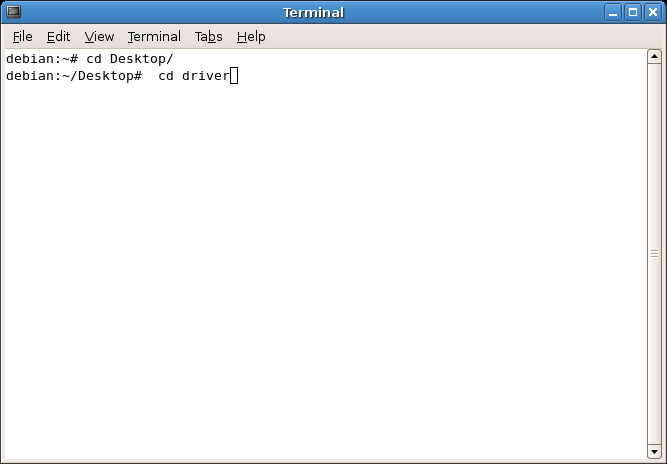 Terminal
File Edit View Terminal Tabs Help
debian:~# cd Desktop/
debian:~/Desktop#  cd driver